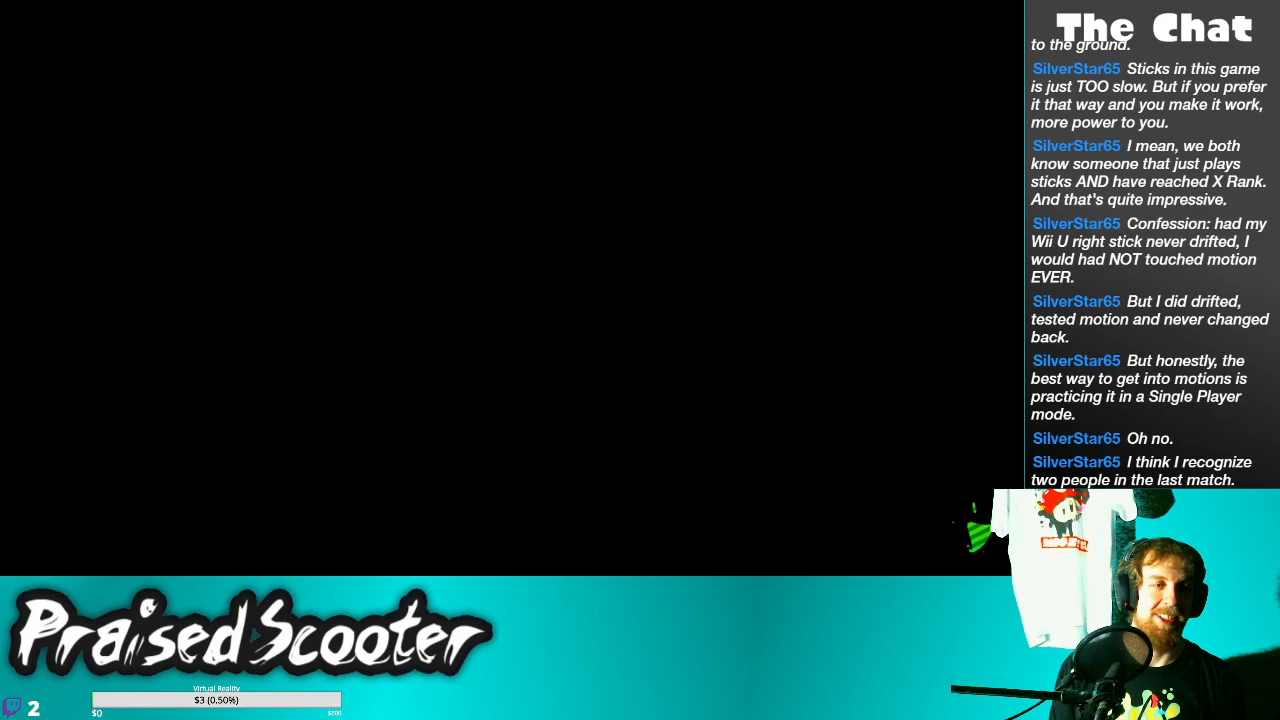 The Chat
to the ground.
SilverStar65 Sticks in this game
is just TOO slow. But if you prefer
it that way and you make it work,
more power to you.
SilverStar65 I mean, we both
know someone that just plays
sticks AND have reached X Rank.
And that's quite impressive.
SilverStar65 Confession: had my
Wii U right stick never drifted, I
would had NOT touched motion
EVER.
SilverStar65 But I did drifted,
tested motion and never changed
back.
SilverStar65 But honestly, the
best way to get into motions is
practicing it in a Single Player
mode.
SilverStar65 Oh no.
SilverStar65 I think I recognize
two people in the last match.
PraisedScooter
Virtual Reality
$3 (0.50%)
2
$0
$600